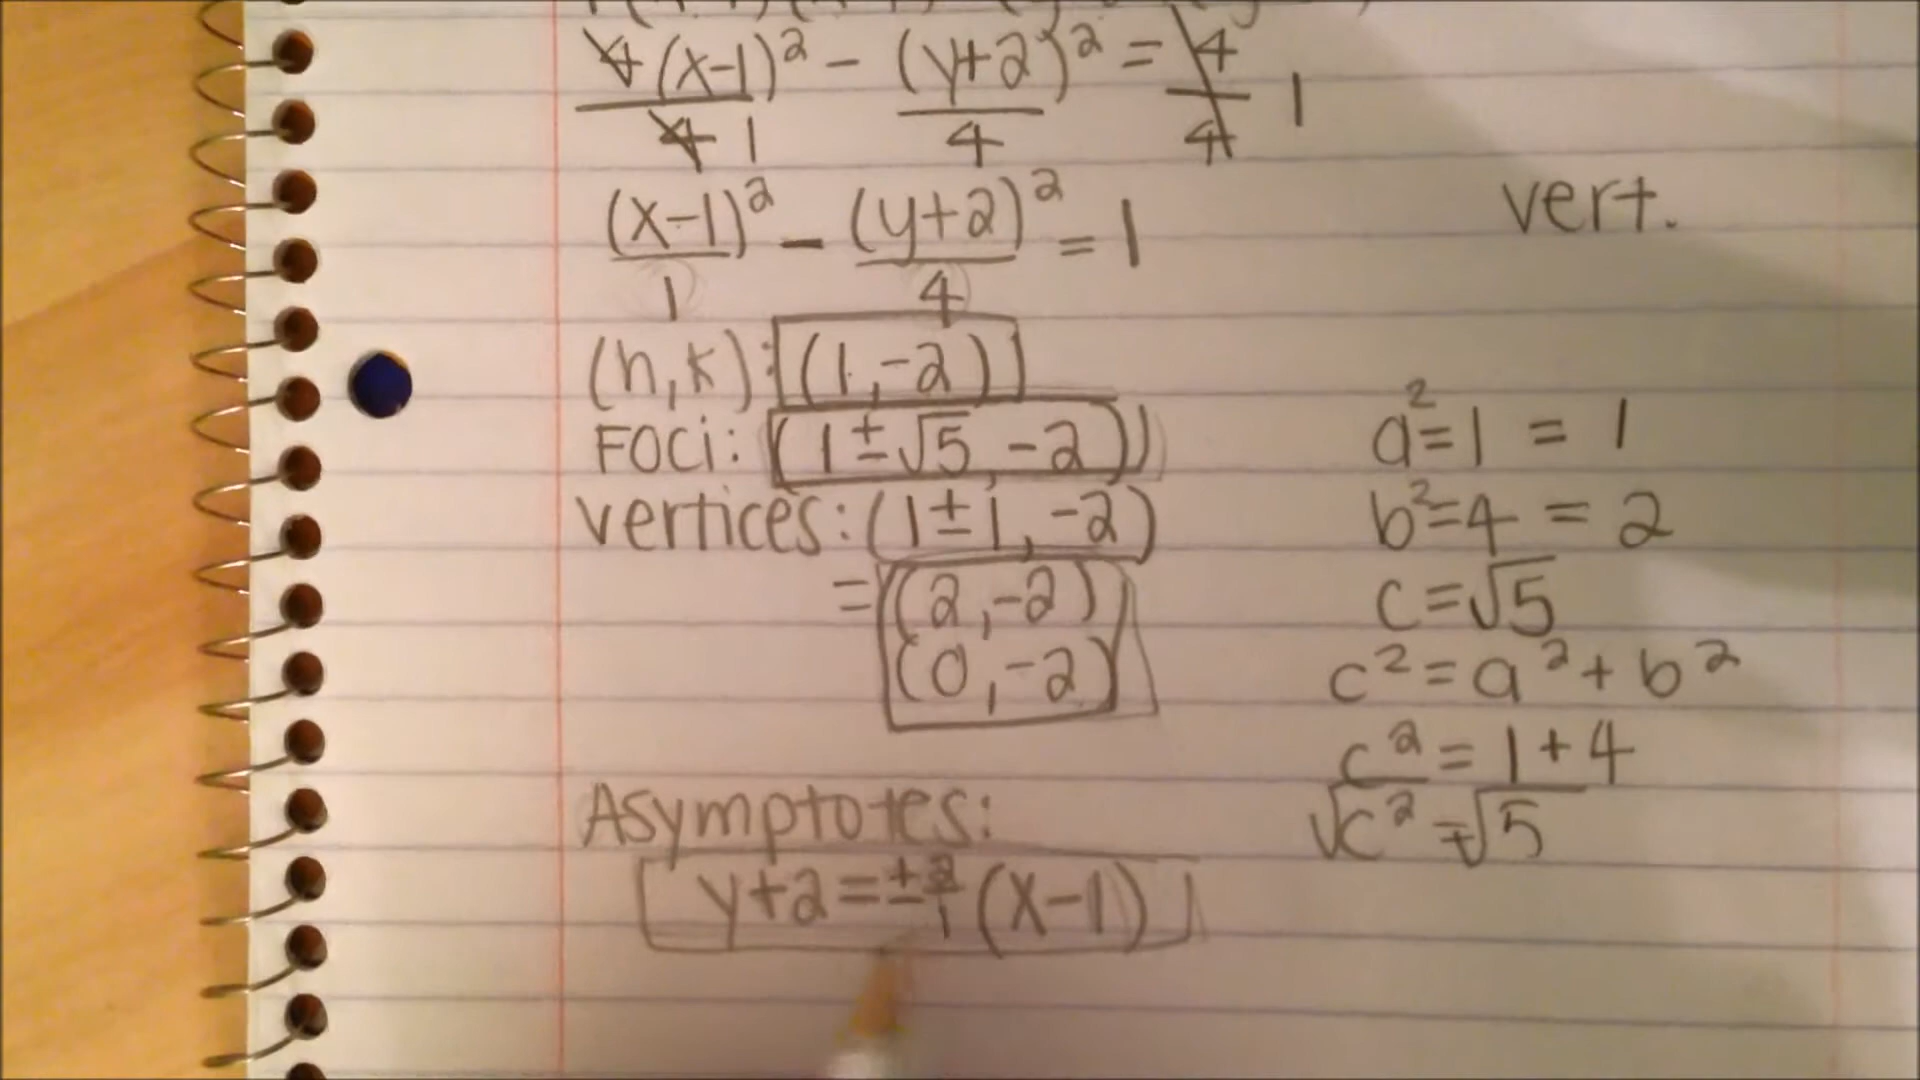 4(x-1)² - (y+2)² = 4
4 1 4 4 1
(x-1)² - (y+2)² = 1
1 4
vert.
(h,k): (1,-2)
Foci: (1±√5, -2)
vertices: (1±1, -2)
= (2,-2)
(0,-2)
Asymptotes:
y+2=±2/1(x-1)
a²=1 = 1
b²=4 = 2
c=√5
c²=a²+b²
c²=1+4
√c²=±√5